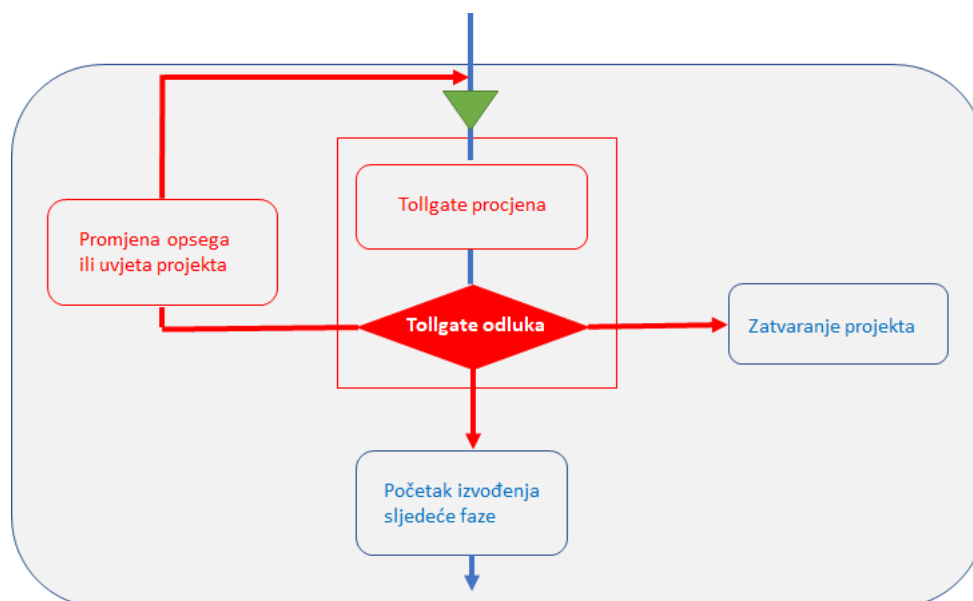 Tollgate procjena
Promjena opsega
ili uvjeta projekta
Tollgate odluka
Zatvaranje projekta
Početak izvođenja
sljedeće faze